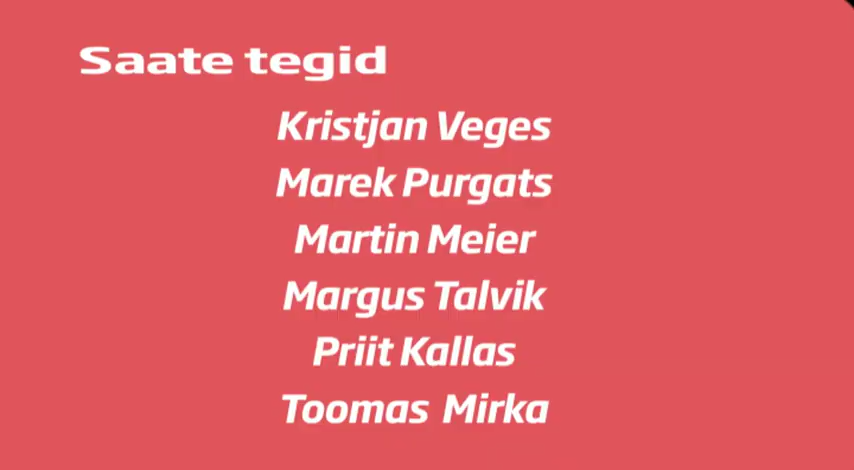 Saate tegid
Kristjan Veges
Marek Purgats
Martin Meier
Margus Talvik
Priit Kallas
Toomas Mirka